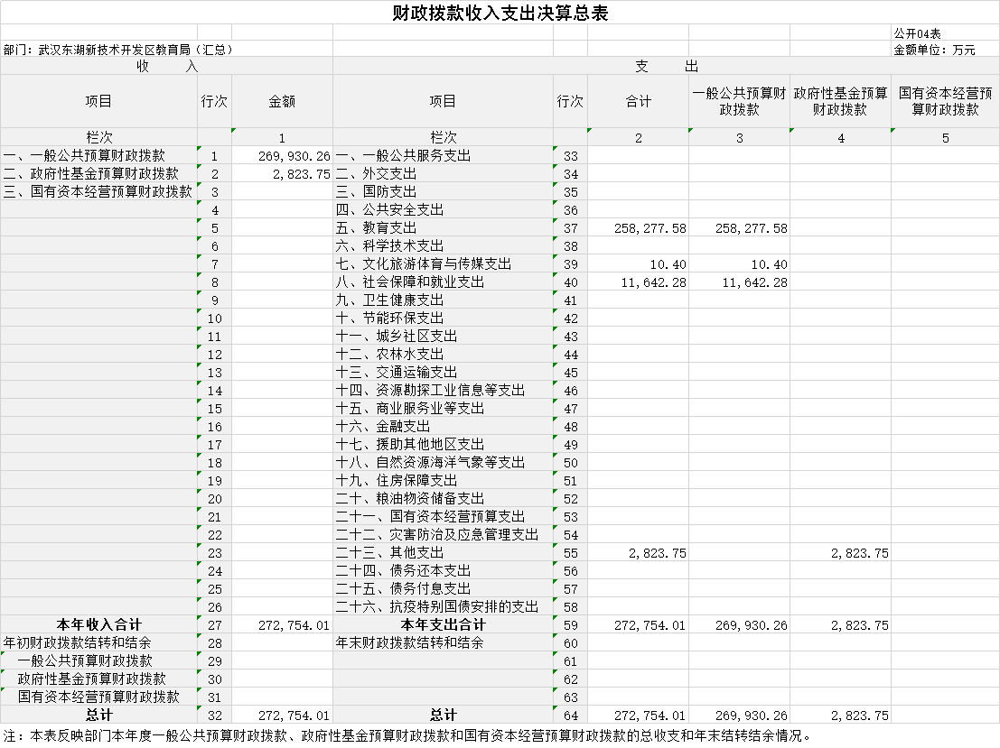 财政拨款收入支出决算总表
公开04表
部门：武汉东湖新技术开发区教育局（汇总） 金额单位：万元
收 入 支 出
项目 行次 金额 项目 行次 合计 一般公共预算财政拨款 政府性基金预算财政拨款 国有资本经营预算财政拨款
栏次 1 栏次 2 3 4 5
一、一般公共预算财政拨款 1 269,930.26 一、一般公共服务支出 33
二、政府性基金预算财政拨款 2 2,823.75 二、外交支出 34
三、国有资本经营预算财政拨款 3 三、国防支出 35
4 四、公共安全支出 36
5 五、教育支出 37 258,277.58 258,277.58
6 六、科学技术支出 38
7 七、文化旅游体育与传媒支出 39 10.40 10.40
8 八、社会保障和就业支出 40 11,642.28 11,642.28
9 九、卫生健康支出 41
10 十、节能环保支出 42
11 十一、城乡社区支出 43
12 十二、农林水支出 44
13 十三、交通运输支出 45
14 十四、资源勘探工业信息等支出 46
15 十五、商业服务业等支出 47
16 十六、金融支出 48
17 十七、援助其他地区支出 49
18 十八、自然资源海洋气象等支出 50
19 十九、住房保障支出 51
20 二十、粮油物资储备支出 52
21 二十一、国有资本经营预算支出 53
22 二十二、灾害防治及应急管理支出 54
23 二十三、其他支出 55 2,823.75 2,823.75
24 二十四、债务还本支出 56
25 二十五、债务付息支出 57
26 二十六、抗疫特别国债安排的支出 58
本年收入合计 27 272,754.01 本年支出合计 59 272,754.01 269,930.26 2,823.75
年初财政拨款结转和结余 28 年末财政拨款结转和结余 60
一般公共预算财政拨款 29 61
政府性基金预算财政拨款 30 62
国有资本经营预算财政拨款 31 63
总计 32 272,754.01 总计 64 272,754.01 269,930.26 2,823.75
注：本表反映部门本年度一般公共预算财政拨款、政府性基金预算财政拨款和国有资本经营预算财政拨款的总收支和年末结转结余情况。